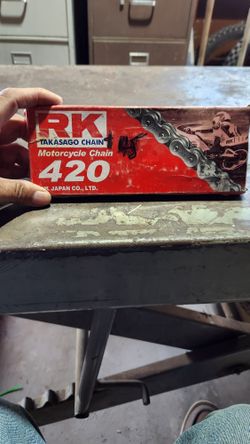 RK
TAKASAGO CHAIN
Motorcycle Chain
420
JAPAN CO., LTD.